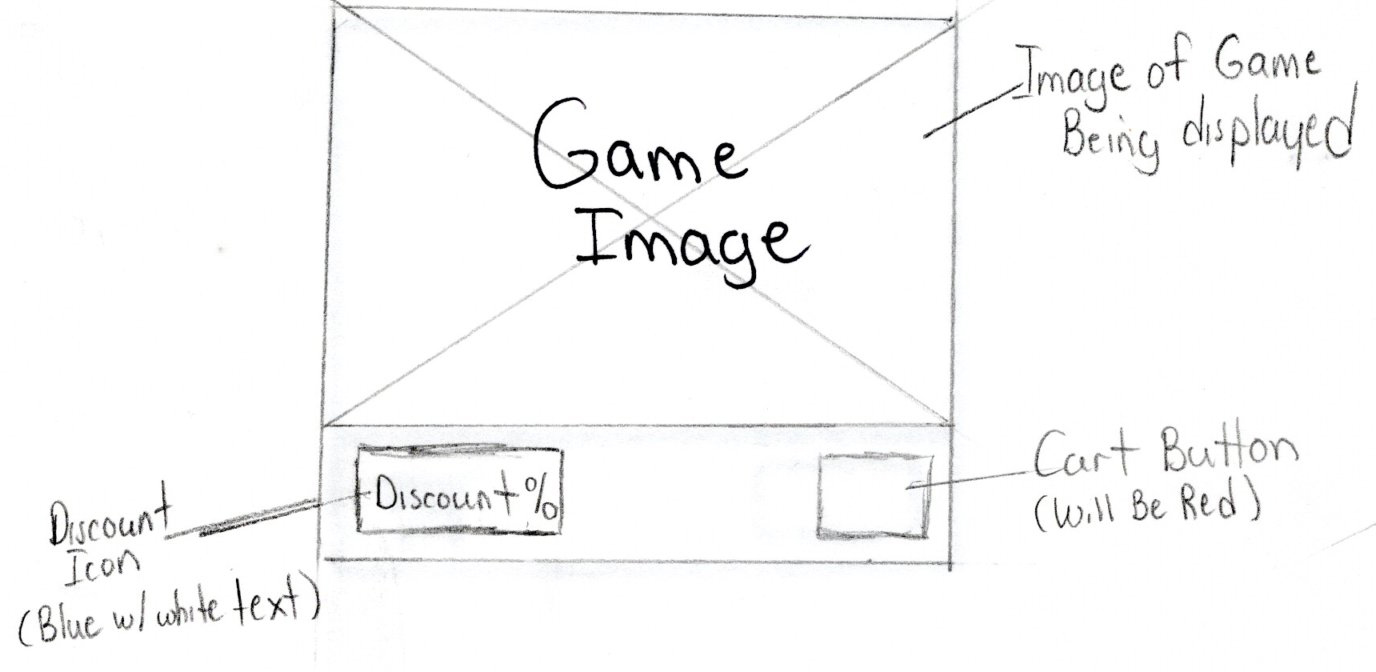 Game
Image
Image of Game
Being displayed
Discount %
Cart Button
(Will Be Red)
Discount
Icon
(Blue w/ white text)